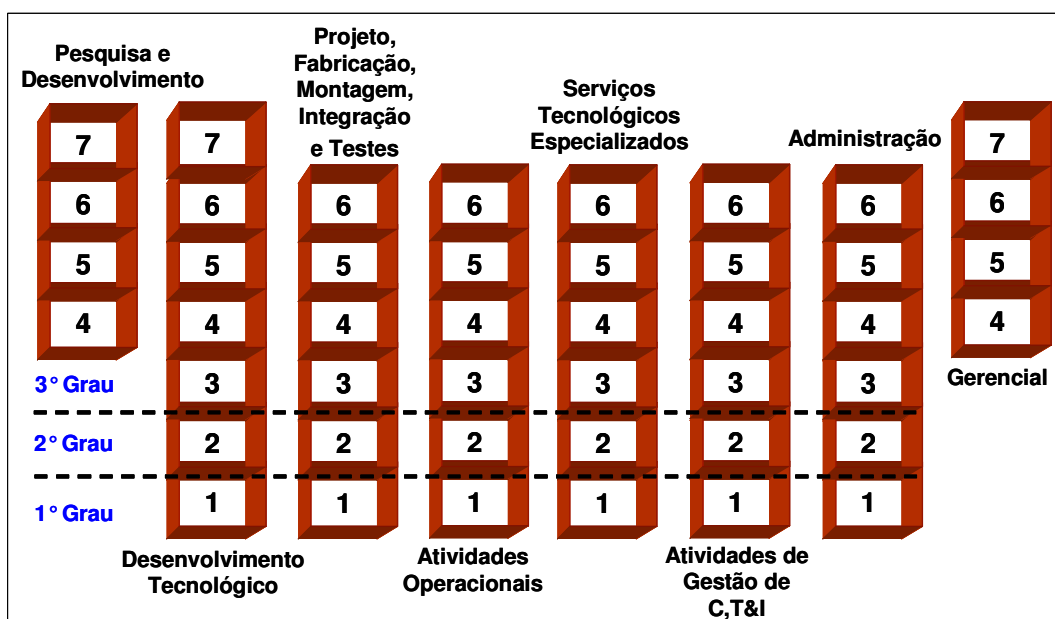 Pesquisa e
Desenvolvimento
Projeto,
Fabricação,
Montagem,
Integração
e Testes
Serviços
Tecnológicos
Especializados
Administração
7 7 7
6 6 6 6 6 6 6 6
5 5 5 5 5 5 5 5
4 4 4 4 4 4 4 4
3° Grau 3 3 3 3 3 3 Gerencial
2° Grau 2 2 2 2 2 2
1° Grau 1 1 1 1 1 1
Desenvolvimento
Tecnológico
Atividades
Operacionais
Atividades de
Gestão de
C,T&I